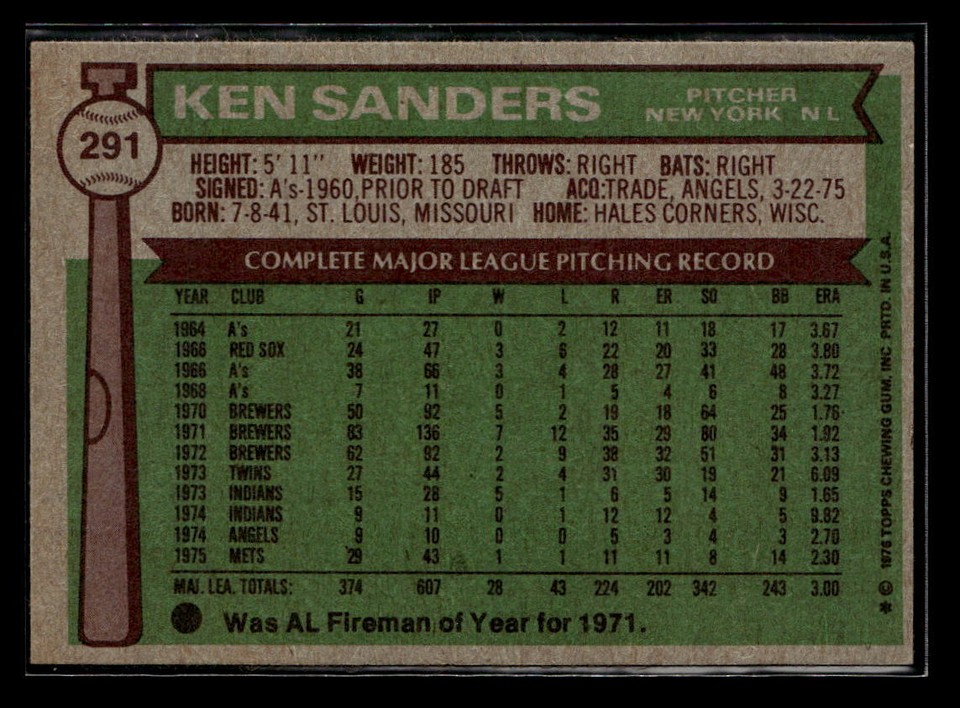 T
291
KEN SANDERS
PITCHER
NEW YORK N L
HEIGHT: 5' 11" WEIGHT: 185 THROWS: RIGHT BATS: RIGHT
SIGNED: A's-1960, PRIOR TO DRAFT ACQ: TRADE, ANGELS, 3-22-75
BORN: 7-8-41, ST. LOUIS, MISSOURI HOME: HALES CORNERS, WISC.
COMPLETE MAJOR LEAGUE PITCHING RECORD
YEAR CLUB G IP W L R ER SO BB ERA
1964 A's 21 27 0 2 12 11 18 17 3.67
1966 RED SOX 24 47 3 6 22 20 33 28 3.80
1966 A's 38 66 3 4 28 27 41 48 3.72
1968 A's 7 11 0 1 5 4 6 8 3.27
1970 BREWERS 50 92 5 2 19 18 64 25 1.76
1971 BREWERS 83 136 7 12 35 29 80 34 1.92
1972 BREWERS 62 92 2 9 38 32 51 31 3.13
1973 TWINS 27 44 2 4 31 30 19 21 6.09
1973 INDIANS 15 28 5 1 6 5 14 9 1.65
1974 INDIANS 9 11 0 1 12 12 4 5 9.82
1974 ANGELS 9 10 0 0 5 3 4 3 2.70
1975 METS 29 43 1 1 11 11 8 14 2.30
MAJ. LEA. TOTALS: 374 607 28 43 224 202 342 243 3.00
Was AL Fireman of Year for 1971.
* © 1976 TOPPS CHEWING GUM, INC. PRTD. IN U.S.A.